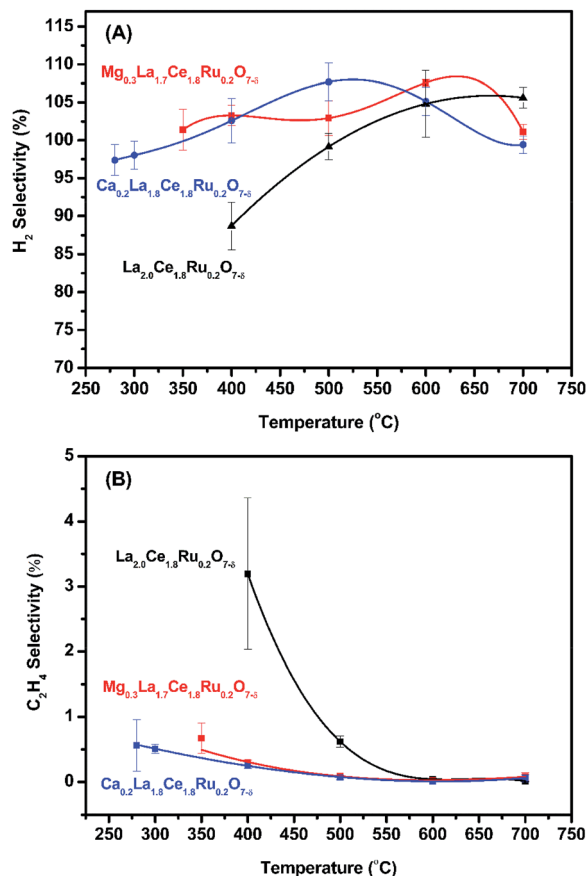 (A)
H₂ Selectivity (%)
115
110
105
100
95
90
85
80
75
70
Mg₀.₃La₁.₇Ce₁.₈Ru₀.₂O₇₋δ
Ca₀.₂La₁.₈Ce₁.₈Ru₀.₂O₇₋δ
La₂.₀Ce₁.₈Ru₀.₂O₇₋δ
250 300 350 400 450 500 550 600 650 700 750
Temperature (°C)
(B)
C₂H₄ Selectivity (%)
5
4
3
2
1
0
La₂.₀Ce₁.₈Ru₀.₂O₇₋δ
Mg₀.₃La₁.₇Ce₁.₈Ru₀.₂O₇₋δ
Ca₀.₂La₁.₈Ce₁.₈Ru₀.₂O₇₋δ
250 300 350 400 450 500 550 600 650 700 750
Temperature (°C)